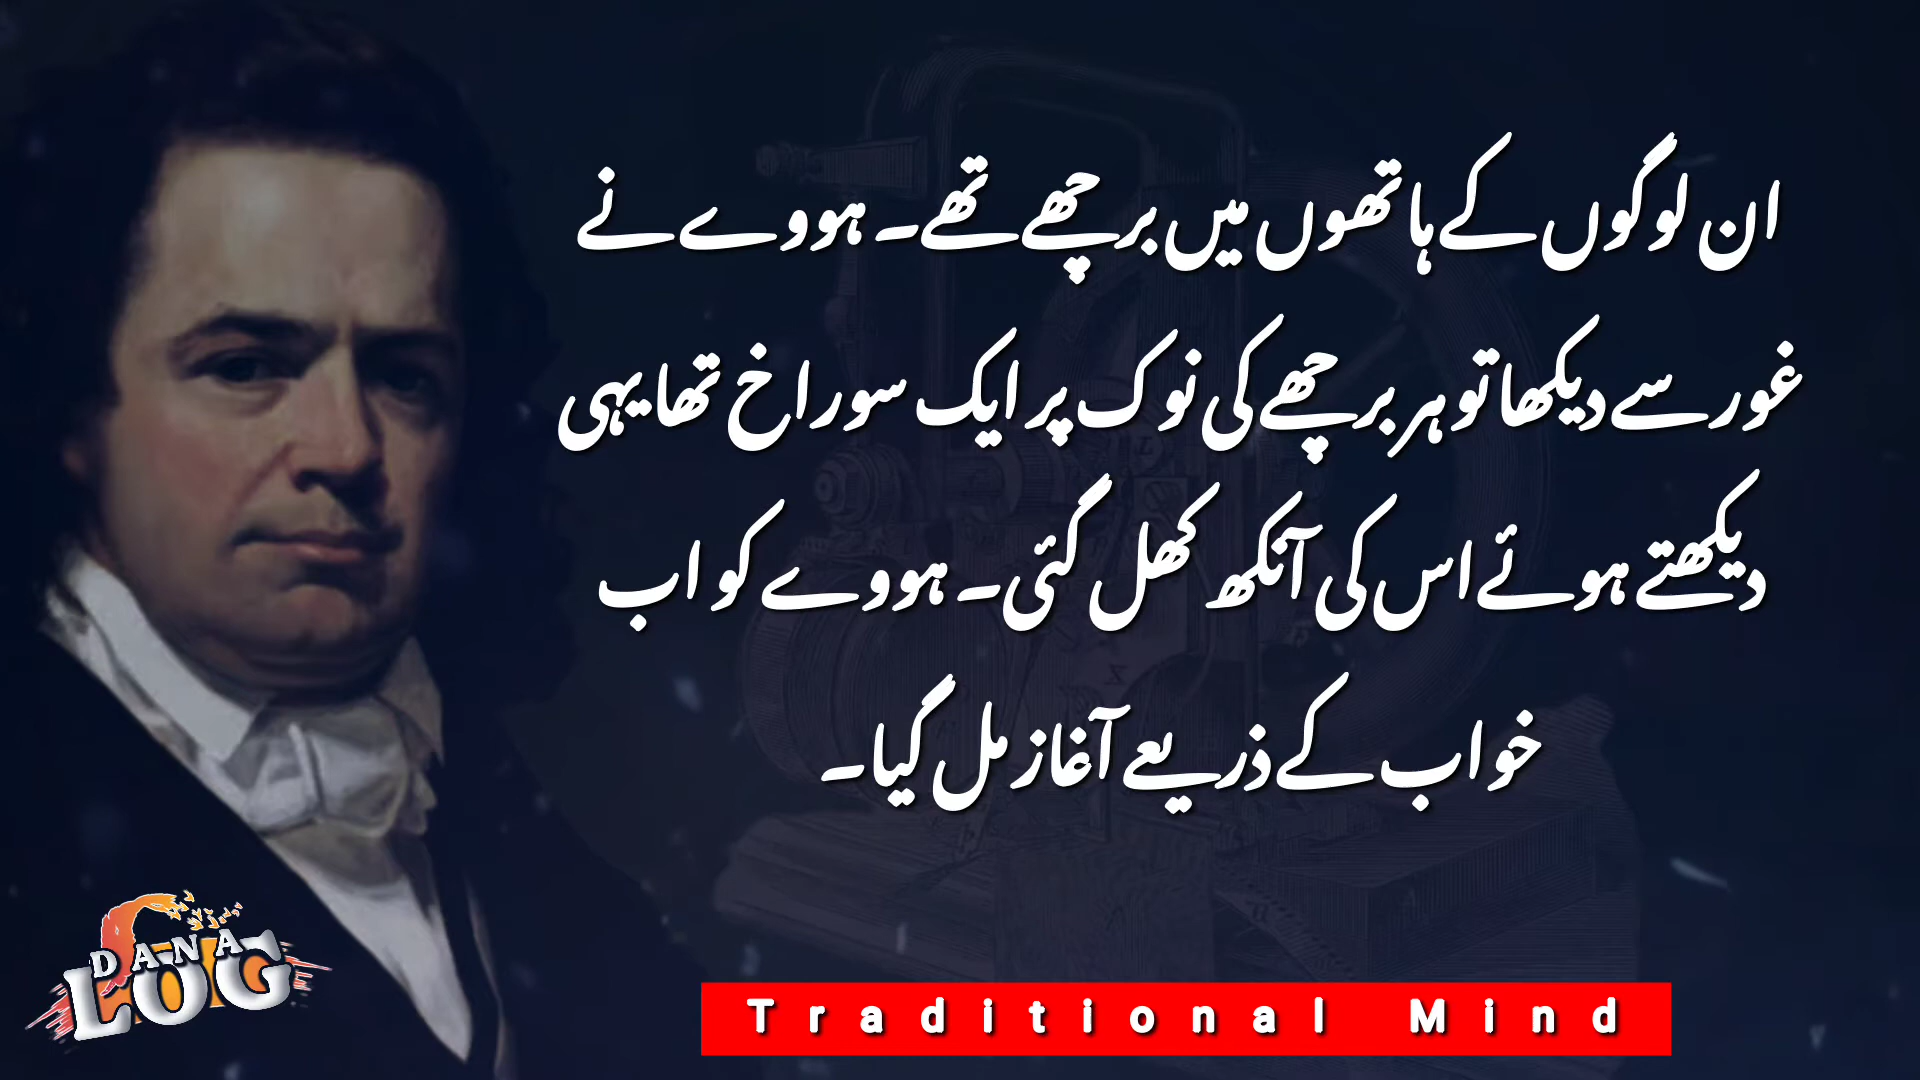 ان لوگوں کے ہاتھوں میں برچھے تھے۔ ہووے نے
غور سے دیکھا تو ہر برچھے کی نوک پر ایک سوراخ تھا یہی
دیکھتے ہوئے اس کی آنکھ کھل گئی۔ ہووے کو اب
خواب کے ذریعے آغاز مل گیا۔
DANA
LOG
Traditional Mind